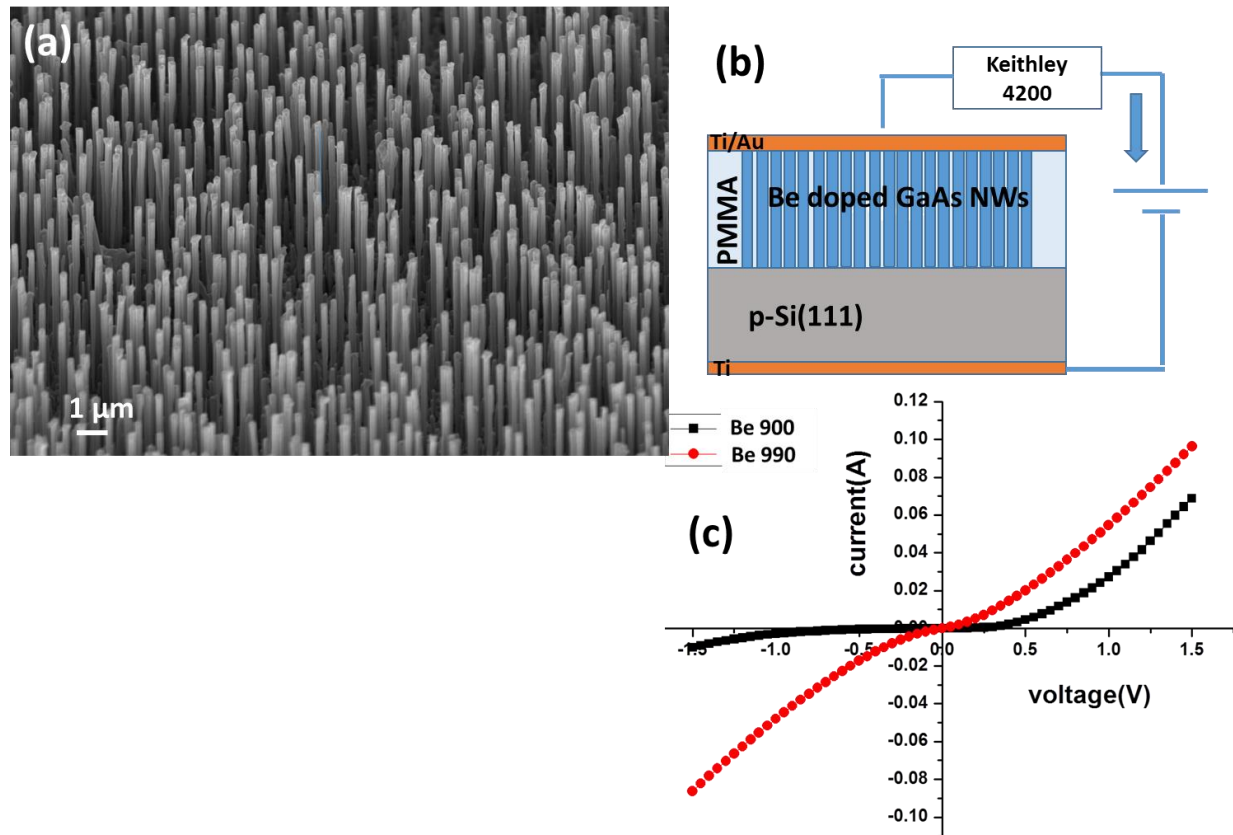 (a)
1 µm
(b)
Keithley
4200
Ti/Au
PMMA
Be doped GaAs NWs
p-Si(111)
Ti
Be 900
Be 990
(c)
current(A)
0.12
0.10
0.08
0.06
0.04
0.02
0.00
-0.02
-0.04
-0.06
-0.08
-0.10
-1.5
-1.0
-0.5
0.0
0.5
1.0
1.5
voltage(V)